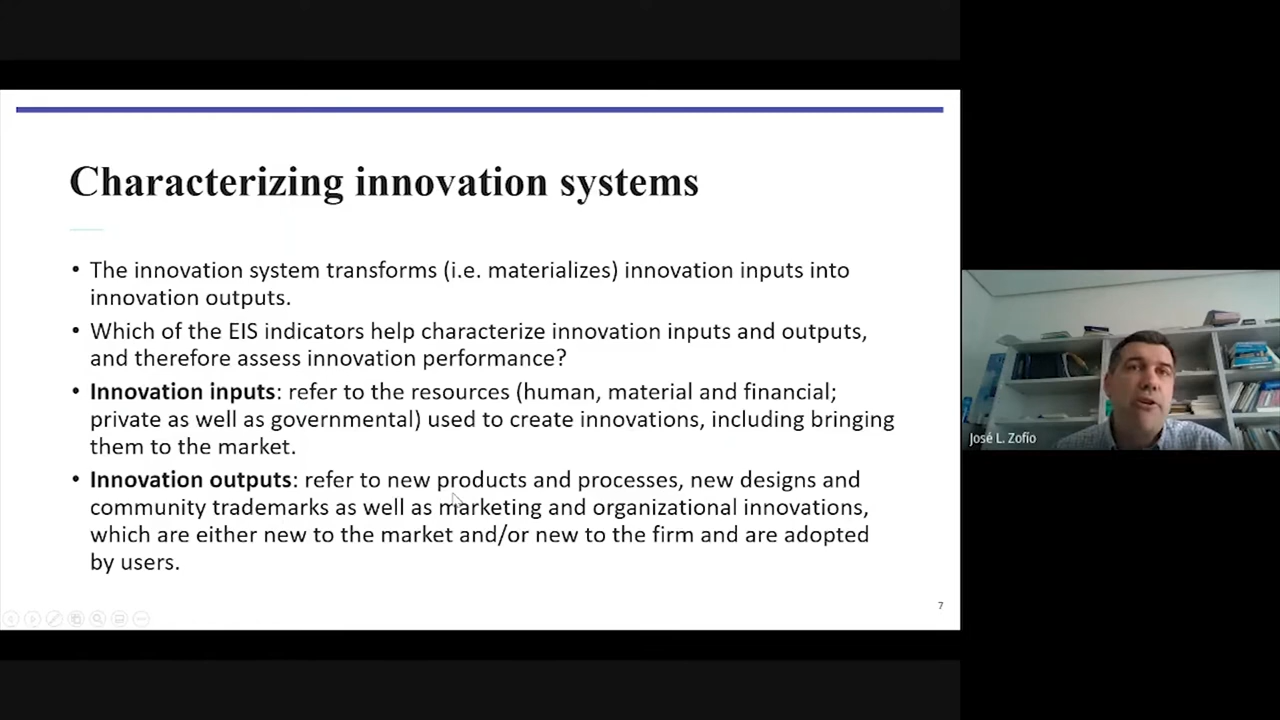 Characterizing innovation systems
• The innovation system transforms (i.e. materializes) innovation inputs into
innovation outputs.
• Which of the EIS indicators help characterize innovation inputs and outputs,
and therefore assess innovation performance?
• Innovation inputs: refer to the resources (human, material and financial;
private as well as governmental) used to create innovations, including bringing
them to the market.
• Innovation outputs: refer to new products and processes, new designs and
community trademarks as well as marketing and organizational innovations,
which are either new to the market and/or new to the firm and are adopted
by users.
7
José L. Zofío